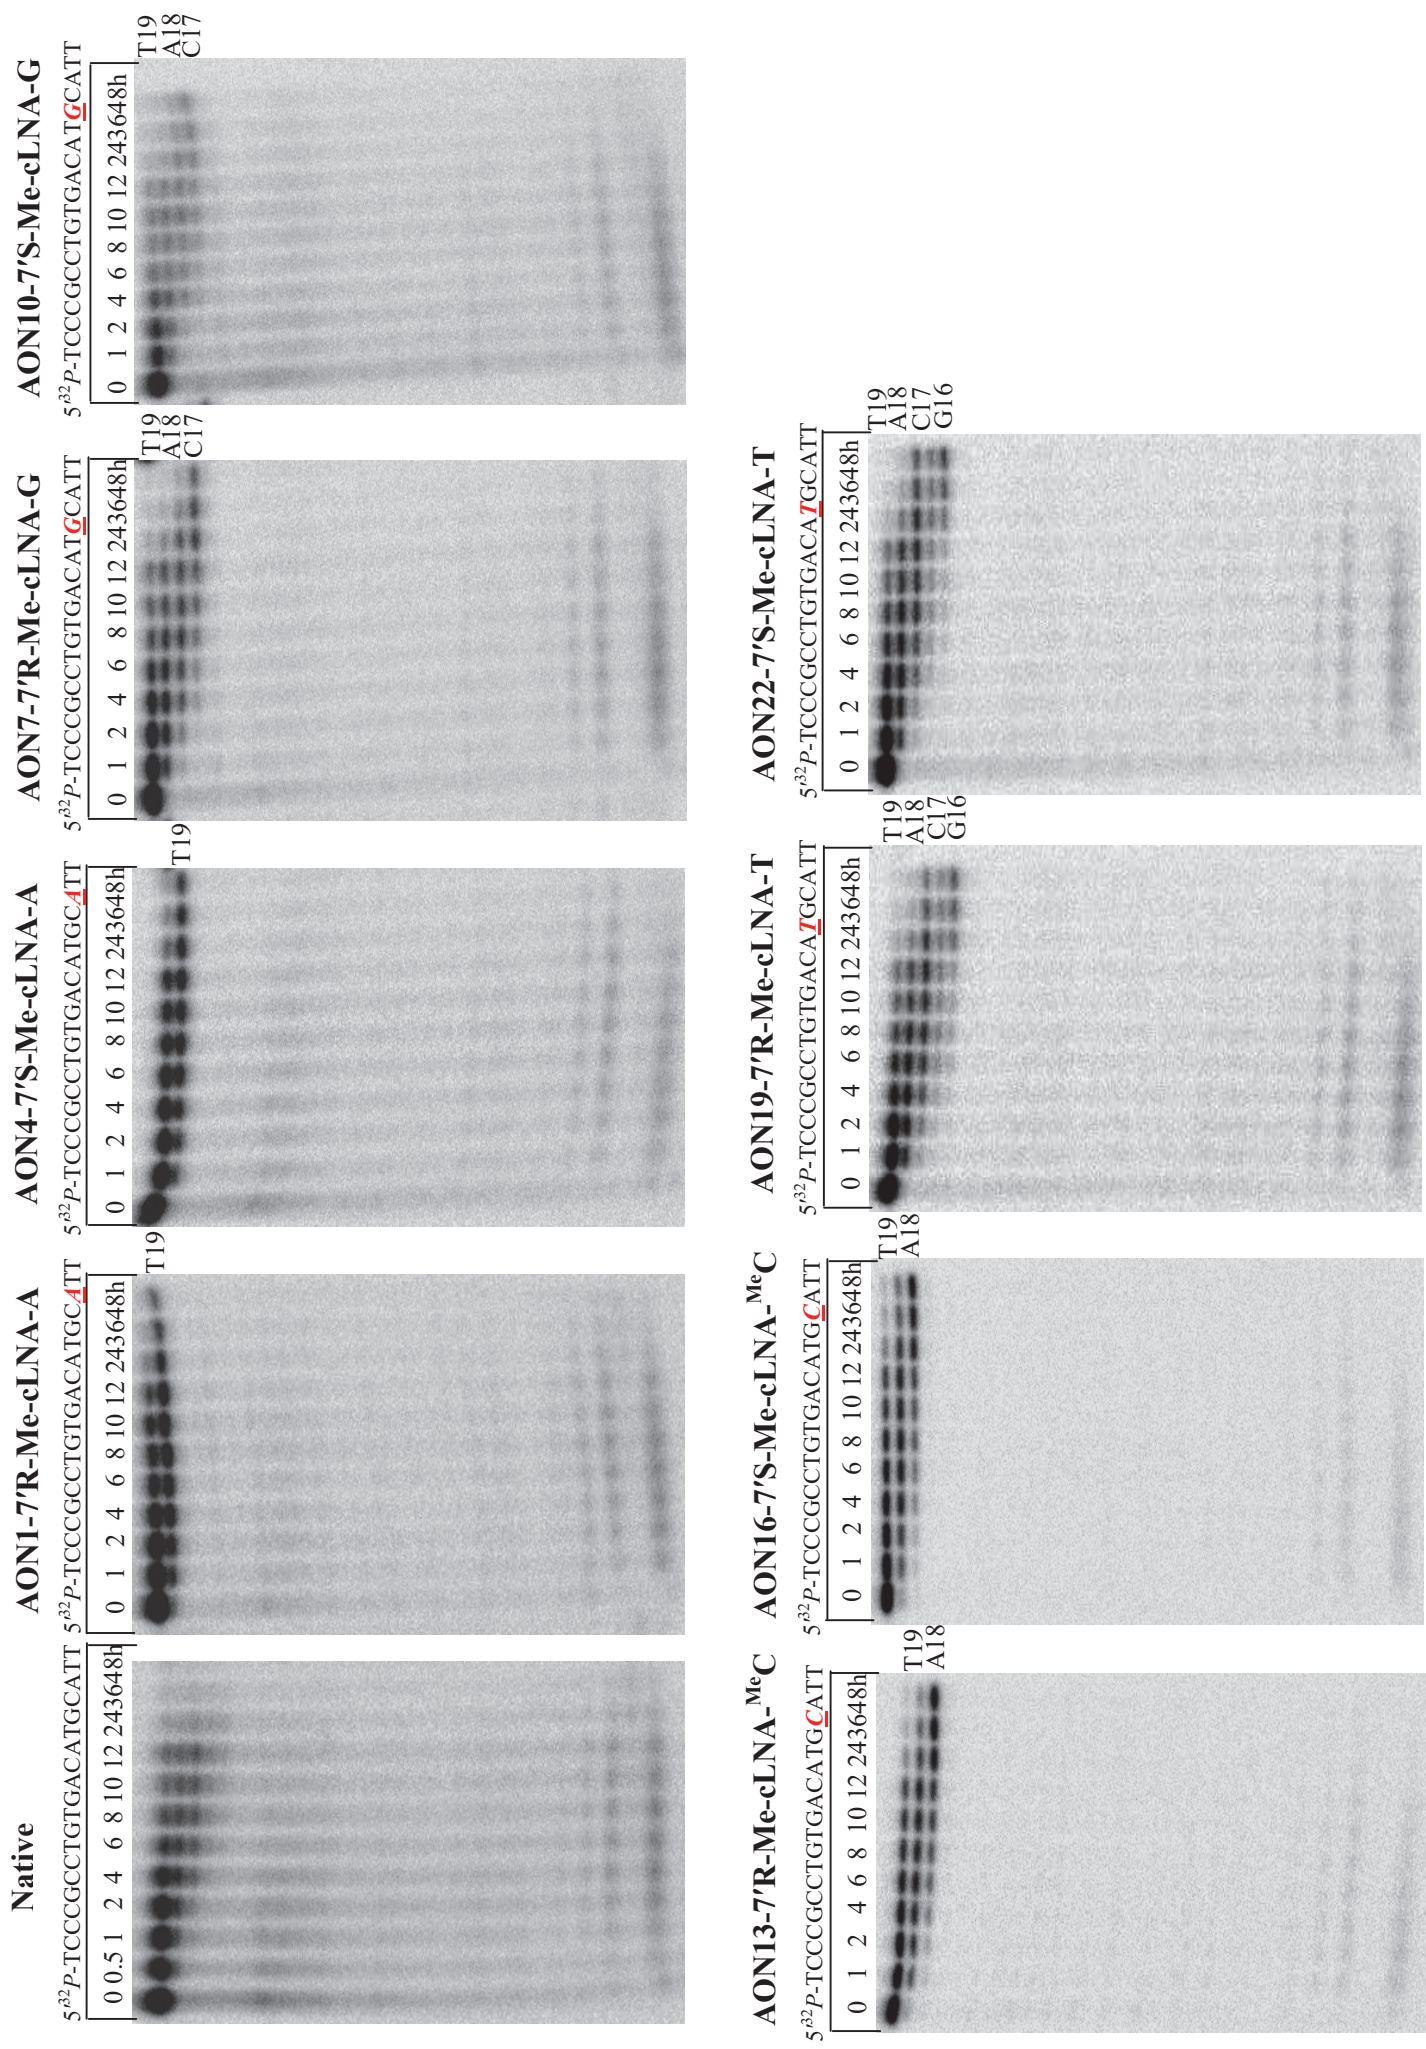 Native
5'³²P-TCCCGCCTGTGACATGCATT
0 0.5 1 2 4 6 8 10 12 24 36 48h
AON1-7'R-Me-cLNA-A
5'³²P-TCCCGCCTGTGACATGCATT
0 1 2 4 6 8 10 12 24 36 48h
T19
AON4-7'S-Me-cLNA-A
5'³²P-TCCCGCCTGTGACATGCATT
0 1 2 4 6 8 10 12 24 36 48h
T19
AON7-7'R-Me-cLNA-G
5'³²P-TCCCGCCTGTGACATGCATT
0 1 2 4 6 8 10 12 24 36 48h
T19
A18
C17
AON10-7'S-Me-cLNA-G
5'³²P-TCCCGCCTGTGACATGCATT
0 1 2 4 6 8 10 12 24 36 48h
T19
A18
C17
AON13-7'R-Me-cLNA-ᴹᵉC
5'³²P-TCCCGCCTGTGACATGCATT
0 1 2 4 6 8 10 12 24 36 48h
T19
A18
AON16-7'S-Me-cLNA-ᴹᵉC
5'³²P-TCCCGCCTGTGACATGCATT
0 1 2 4 6 8 10 12 24 36 48h
T19
A18
AON19-7'R-Me-cLNA-T
5'³²P-TCCCGCCTGTGACATGCATT
0 1 2 4 6 8 10 12 24 36 48h
T19
A18
C17
G16
AON22-7'S-Me-cLNA-T
5'³²P-TCCCGCCTGTGACATGCATT
0 1 2 4 6 8 10 12 24 36 48h
T19
A18
C17
G16